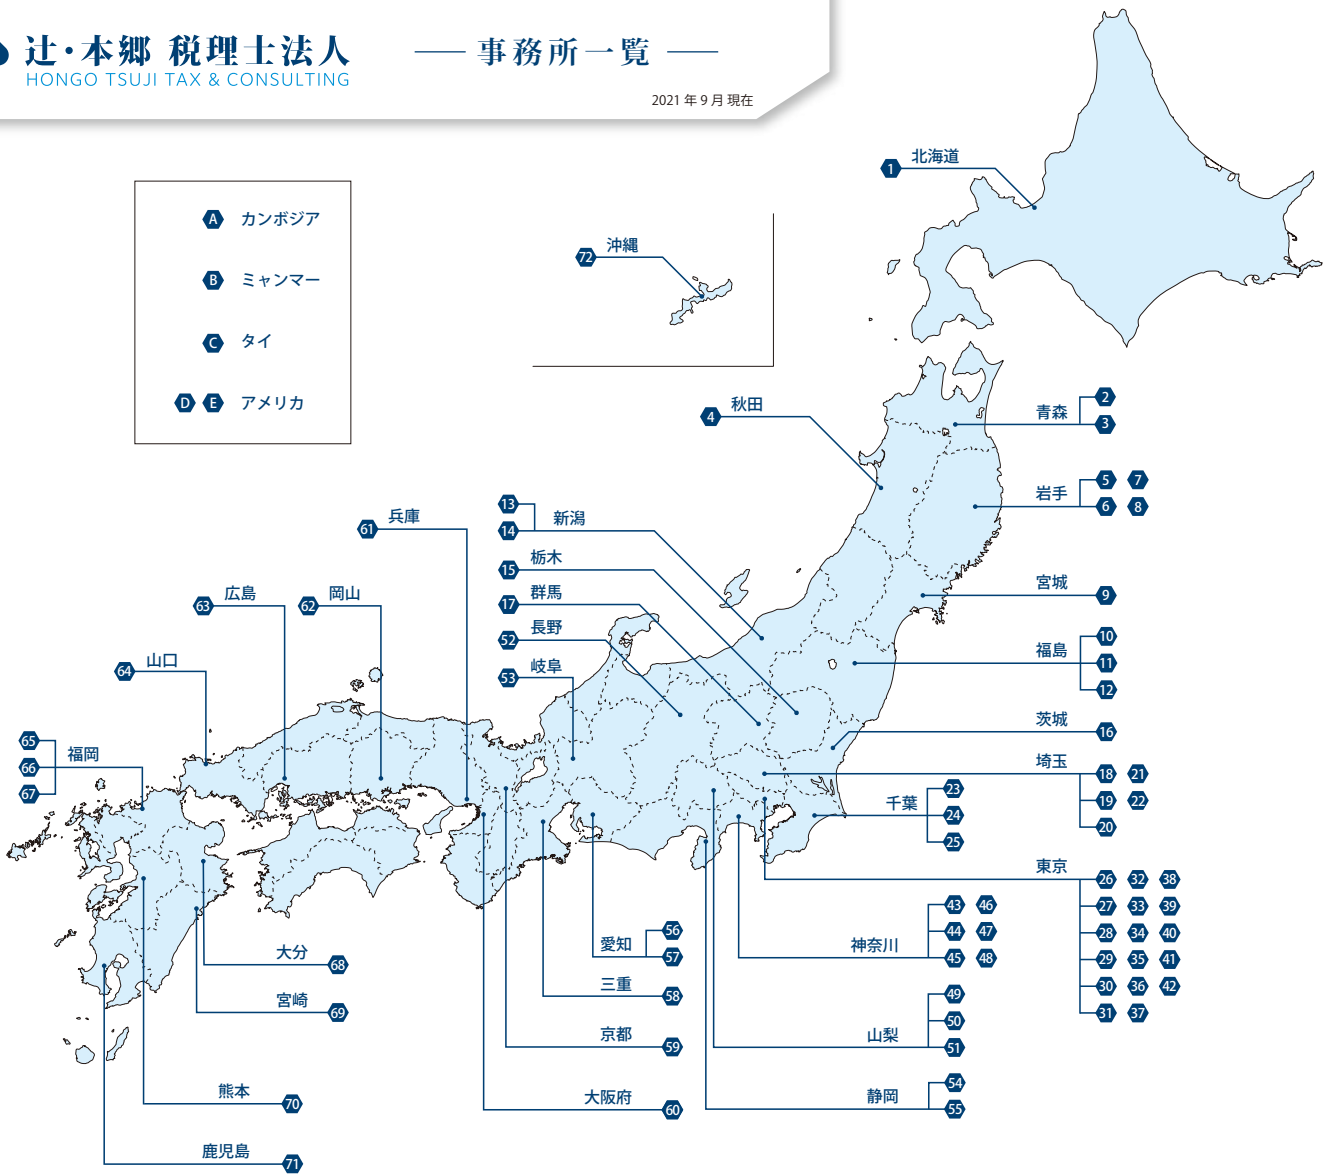 辻・本郷 税理士法人
HONGO TSUJI TAX & CONSULTING
事務所一覧
2021年9月現在
A カンボジア
B ミャンマー
C タイ
D E アメリカ
1 北海道
72 沖縄
4 秋田
青森 2
3
岩手 5 7
6 8
宮城 9
福島 10
11
12
茨城 16
埼玉 18 21
19 22
20
千葉 23
24
25
東京 26 32 38
27 33 39
28 34 40
29 35 41
30 36 42
31 37
神奈川 43 46
44 47
45 48
山梨 49
50
51
静岡 54
55
13
14 新潟
15 栃木
17 群馬
52 長野
53 岐阜
61 兵庫
62 岡山
63 広島
64 山口
65
66 福岡
67
愛知 56
57
三重 58
京都 59
大阪府 60
大分 68
宮崎 69
熊本 70
鹿児島 71